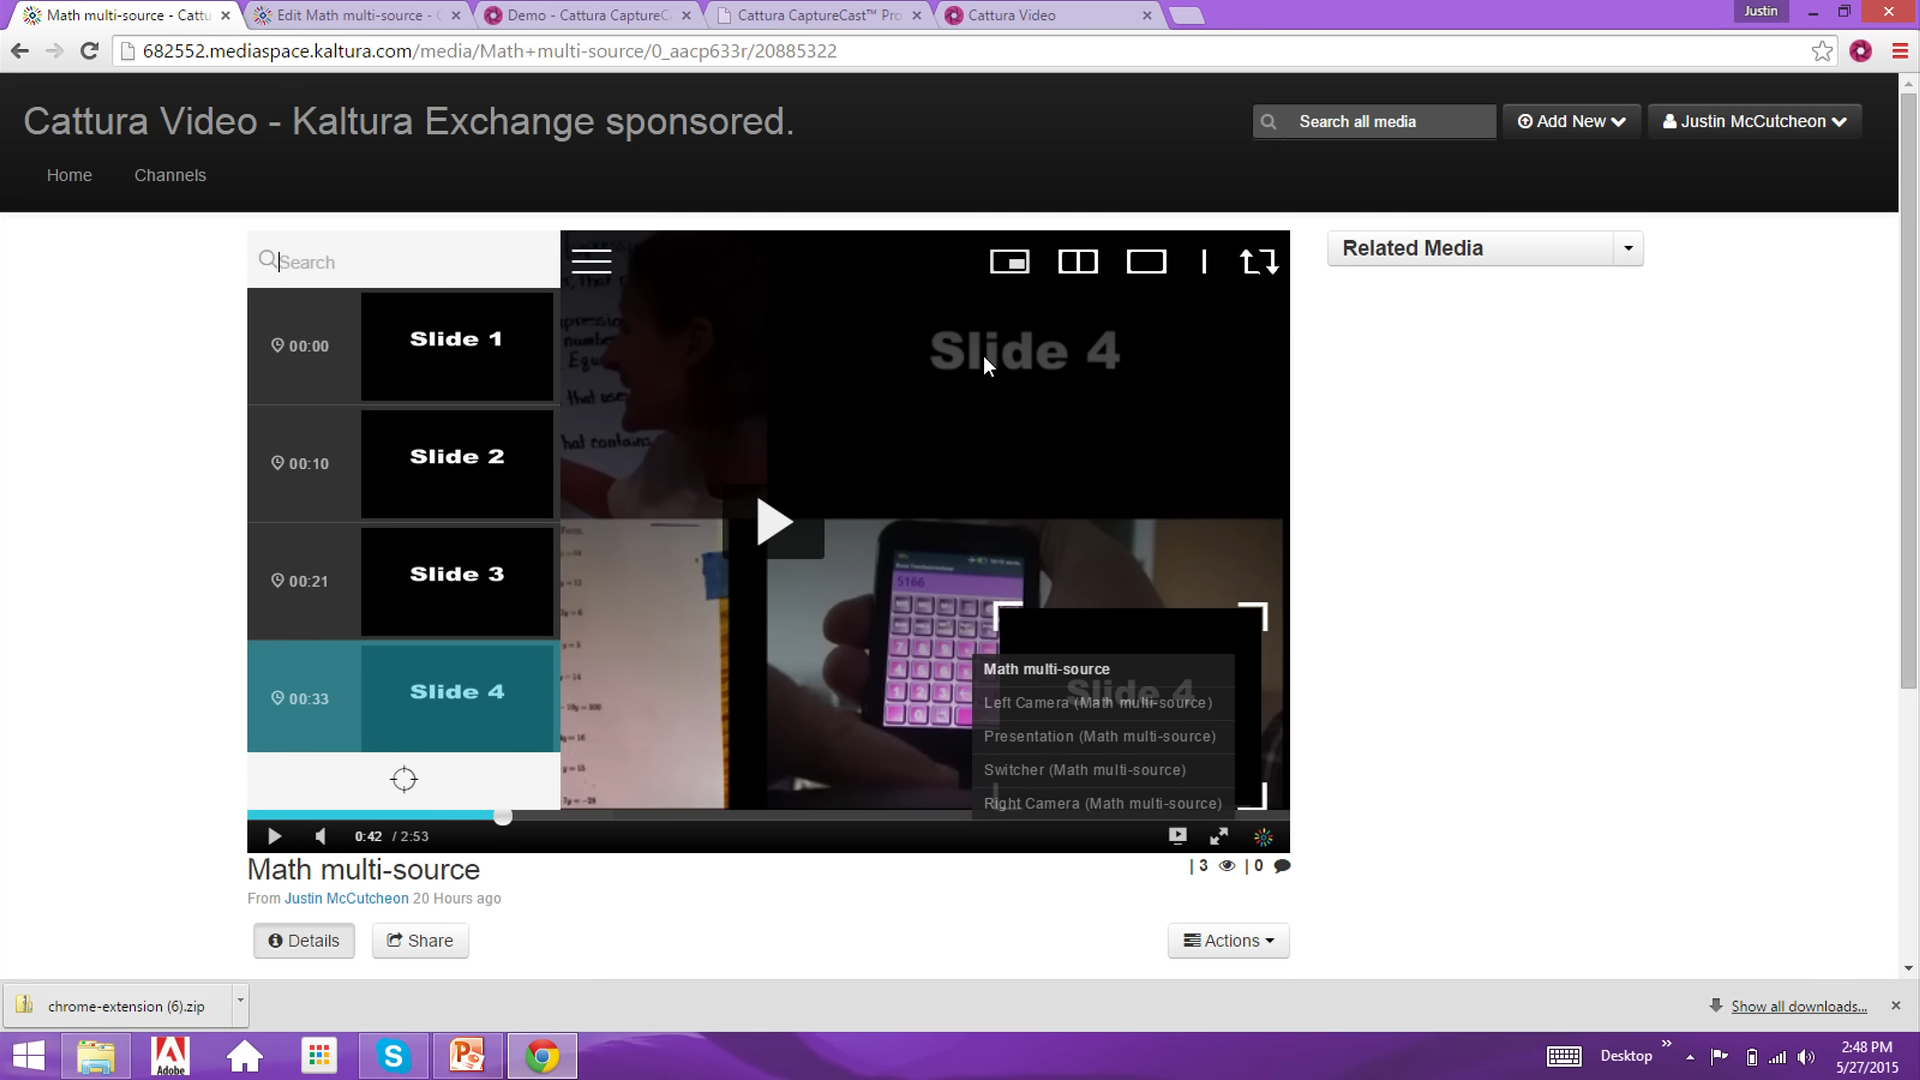 Math multi-source - Cattu
Edit Math multi-source - C
Demo - Cattura CaptureC
Cattura CaptureCast™ Pro
Cattura Video
Justin
682552.mediaspace.kaltura.com/media/Math+multi-source/0_aacp633r/20885322
Cattura Video - Kaltura Exchange sponsored.
Search all media
Add New
Justin McCutcheon
Home
Channels
Search
Related Media
00:00
Slide 1
00:10
Slide 2
00:21
Slide 3
00:33
Slide 4
Slide 4
that contains
5166
Slide 4
Math multi-source
Left Camera (Math multi-source)
Presentation (Math multi-source)
Switcher (Math multi-source)
Right Camera (Math multi-source)
0:42 / 2:53
Math multi-source
| 3 | 0
From Justin McCutcheon 20 Hours ago
Details
Share
Actions
chrome-extension (6).zip
Show all downloads...
Adobe
Desktop
2:48 PM
5/27/2015